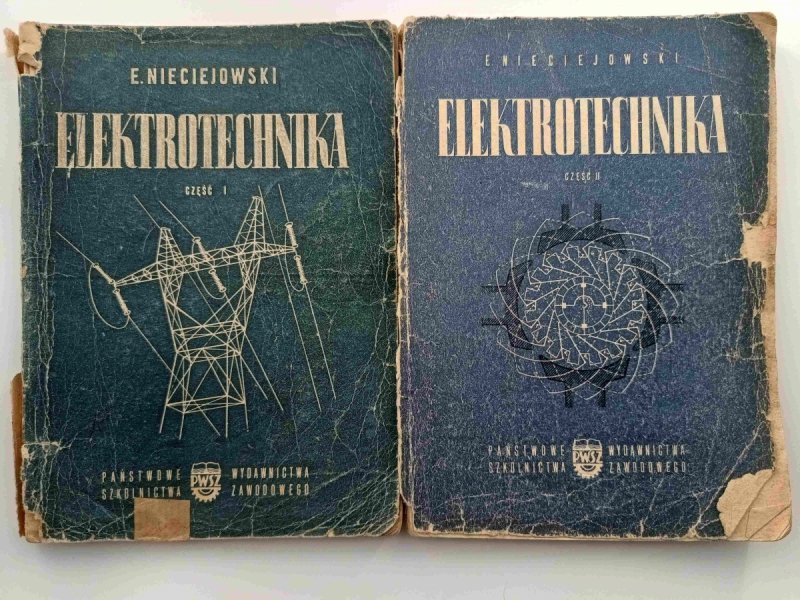 E. NIECIEJOWSKI
ELEKTROTECHNIKA
CZĘŚĆ I
PAŃSTWOWE WYDAWNICTWA
SZKOLNICTWA ZAWODOWEGO
PWSZ
E NIECIEJOWSKI
ELEKTROTECHNIKA
CZĘŚĆ II
PAŃSTWOWE WYDAWNICTWA
SZKOLNICTWA ZAWODOWEGO
PWSZ